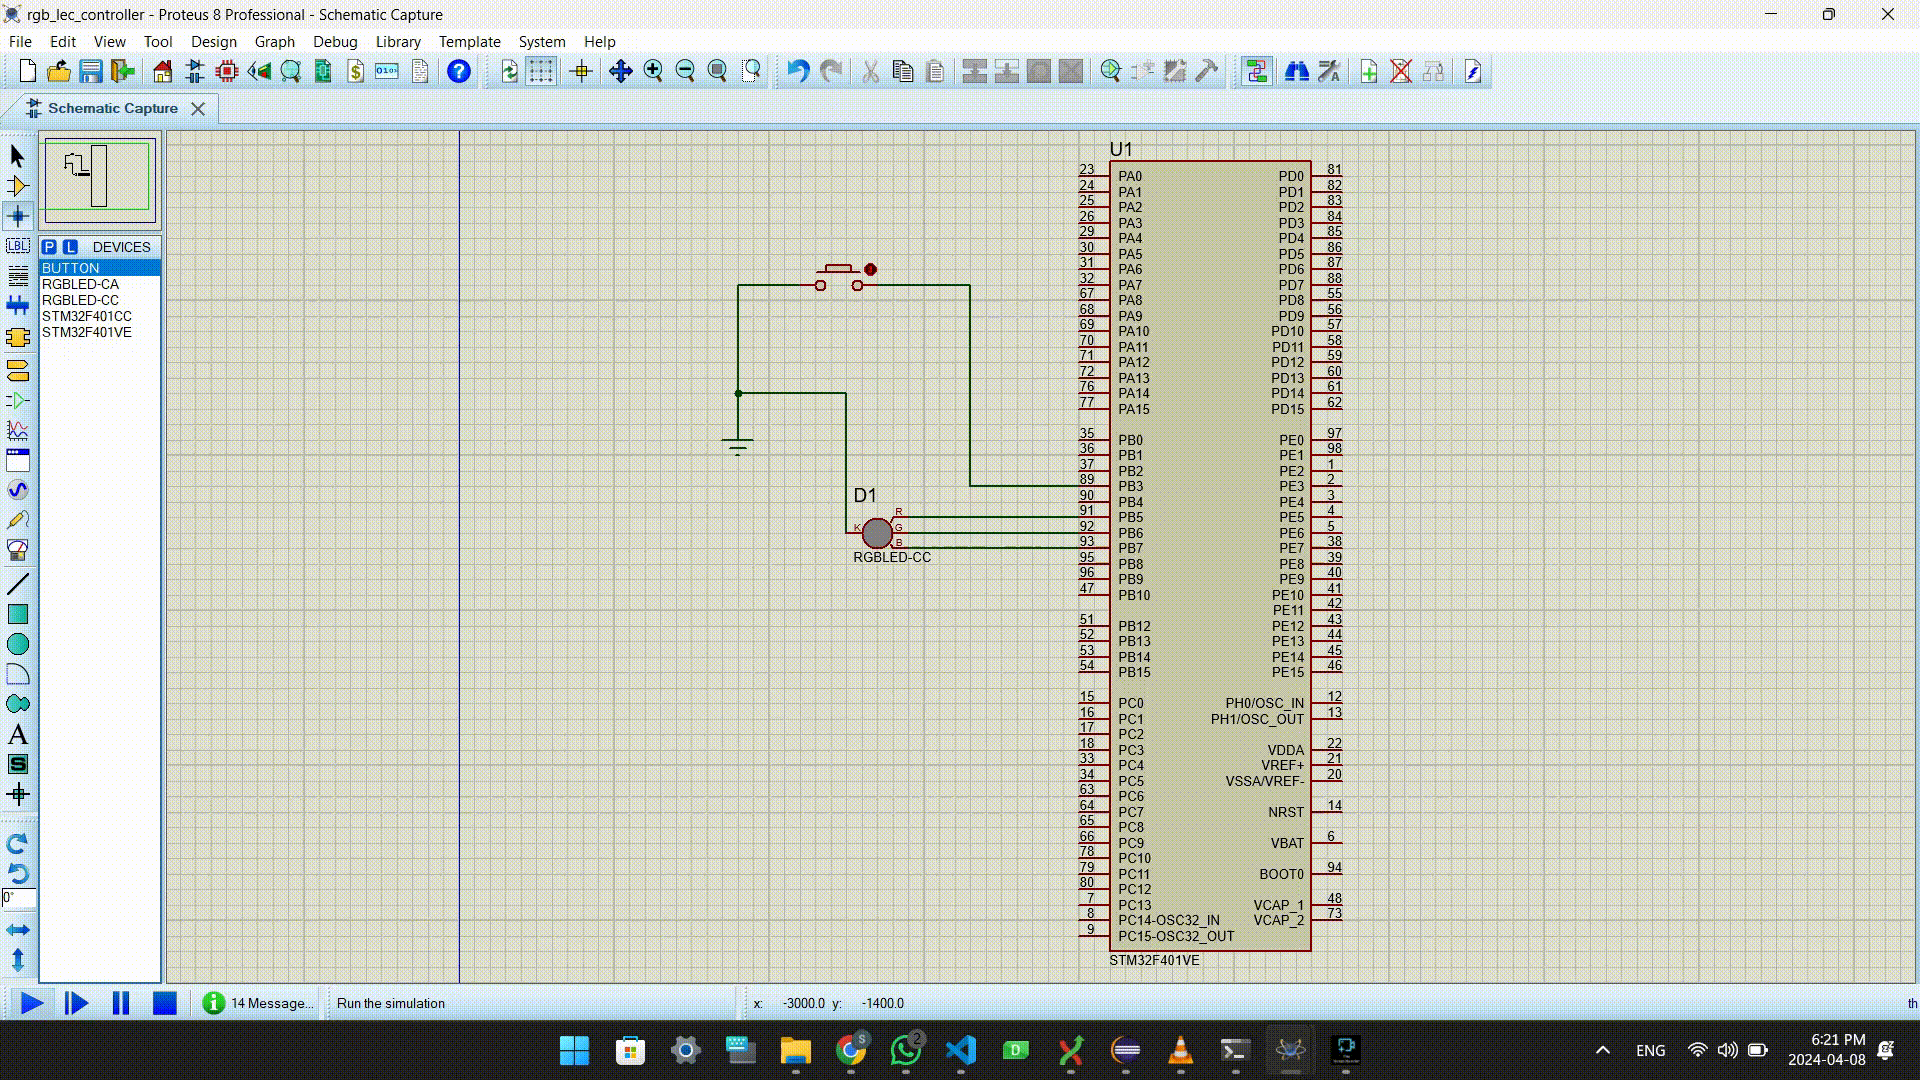 rgb_lec_controller - Proteus 8 Professional - Schematic Capture
File Edit View Tool Design Graph Debug Library Template System Help
Schematic Capture
P L DEVICES
BUTTON
RGBLED-CA
RGBLED-CC
STM32F401CC
STM32F401VE
LBL
A
S
0°
U1
23 PA0 PD0 81
24 PA1 PD1 82
25 PA2 PD2 83
26 PA3 PD3 84
29 PA4 PD4 85
30 PA5 PD5 86
31 PA6 PD6 87
32 PA7 PD7 88
67 PA8 PD8 55
68 PA9 PD9 56
69 PA10 PD10 57
70 PA11 PD11 58
71 PA12 PD12 59
72 PA13 PD13 60
76 PA14 PD14 61
77 PA15 PD15 62
35 PB0 PE0 97
36 PB1 PE1 98
37 PB2 PE2 1
89 PB3 PE3 2
90 PB4 PE4 3
91 PB5 PE5 4
92 PB6 PE6 5
93 PB7 PE7 38
95 PB8 PE8 39
96 PB9 PE9 40
47 PB10 PE10 41
PE11 42
51 PB12 PE12 43
52 PB13 PE13 44
53 PB14 PE14 45
54 PB15 PE15 46
15 PC0 PH0/OSC_IN 12
16 PC1 PH1/OSC_OUT 13
17 PC2
18 PC3 VDDA 22
33 PC4 VREF+ 21
34 PC5 VSSA/VREF- 20
63 PC6
64 PC7 NRST 14
65 PC8
66 PC9 VBAT 6
78 PC10
79 PC11 BOOT0 94
80 PC12
7 PC13 VCAP_1 48
8 PC14-OSC32_IN VCAP_2 73
9 PC15-OSC32_OUT
STM32F401VE
D1
R
K G
B
RGBLED-CC
14 Message... Run the simulation x: -3000.0 y: -1400.0 th
S 2 D ENG 6:21 PM
2024-04-08